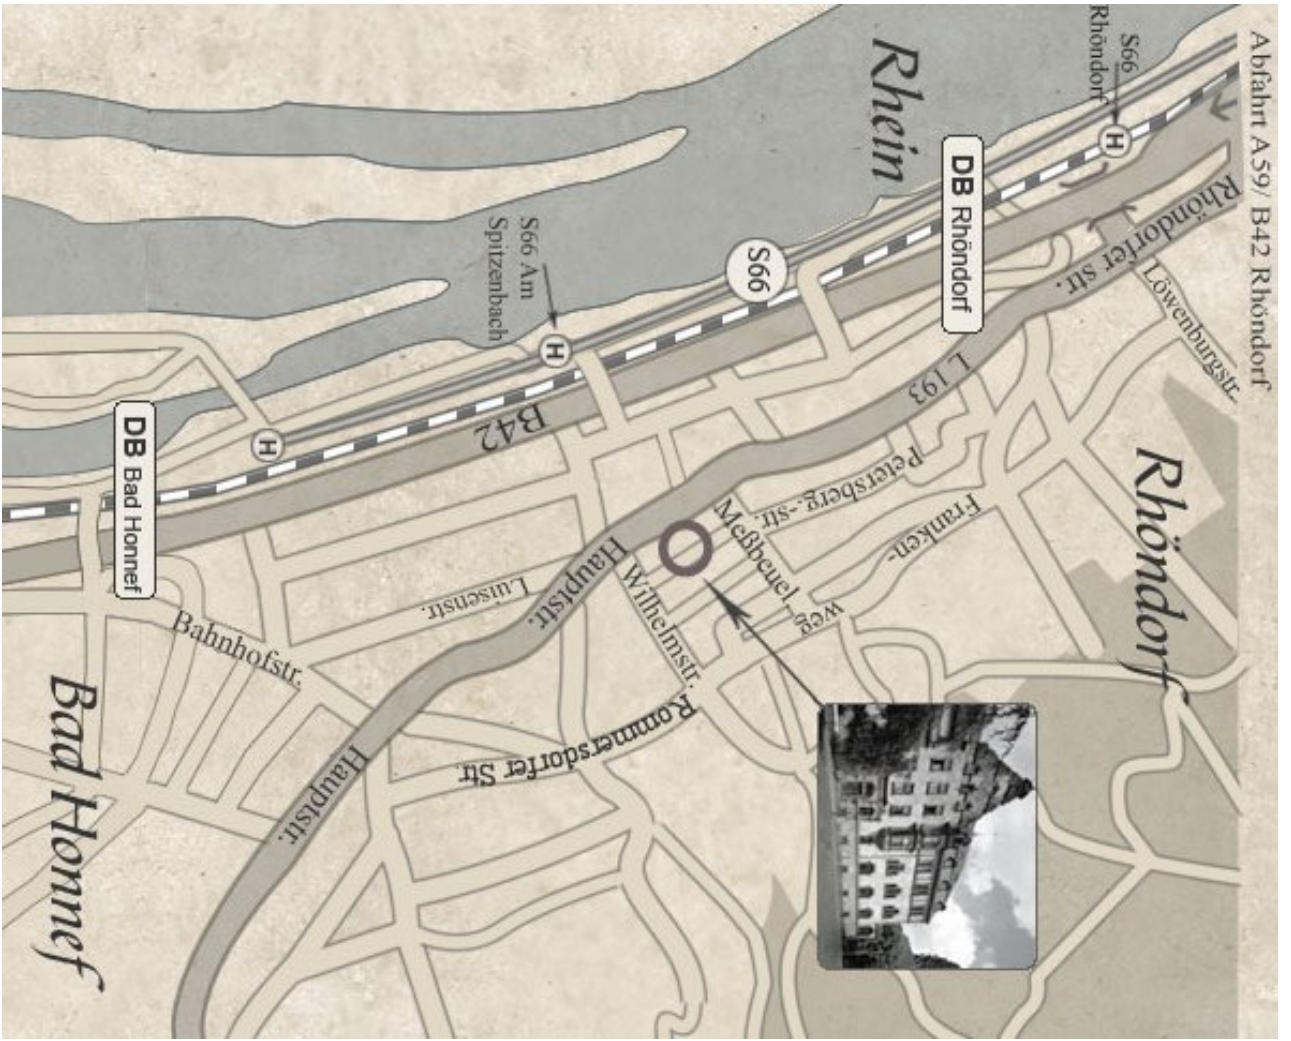 Abfahrt A59/ B42 Rhöndorf
S66
Rhöndorf
H
Rhöndorfer str.
Löwenburgstr.
DB Rhöndorf
Rhein
S66
L 193
Rhöndorf
S66 Am
Spitzenbach
H
B42
Petersberg.-str.
Franken-
weg
Meßbeuel
Wilhelmstr.
Hauptstr.
Luisenstr.
Rommersdorfer Str.
H
DB Bad Honnef
Bahnhofstr.
Hauptstr.
Bad Honnef